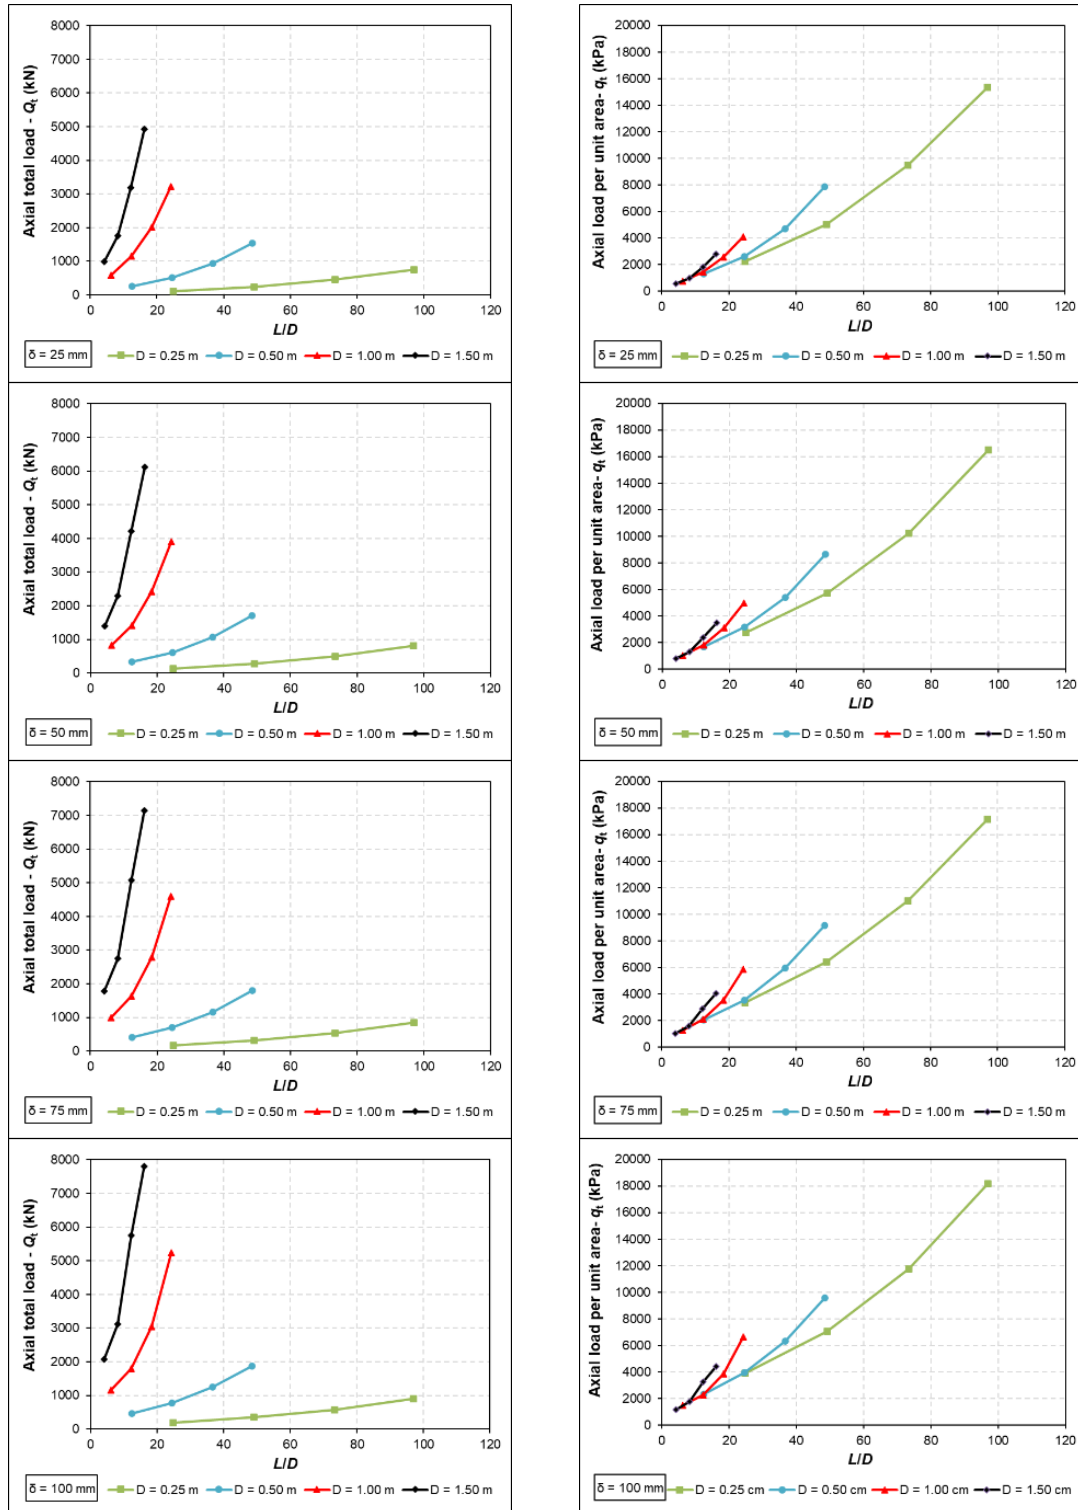 Axial total load - Qt (kN)
8000
7000
6000
5000
4000
3000
2000
1000
0
0 20 40 60 80 100 120
L/D
δ = 25 mm D = 0.25 m D = 0.50 m D = 1.00 m D = 1.50 m
Axial load per unit area- qt (kPa)
20000
18000
16000
14000
12000
10000
8000
6000
4000
2000
0
0 20 40 60 80 100 120
L/D
δ = 25 mm D = 0.25 m D = 0.50 m D = 1.00 m D = 1.50 m
Axial total load - Qt (kN)
8000
7000
6000
5000
4000
3000
2000
1000
0
0 20 40 60 80 100 120
L/D
δ = 50 mm D = 0.25 m D = 0.50 m D = 1.00 m D = 1.50 m
Axial load per unit area- qt (kPa)
20000
18000
16000
14000
12000
10000
8000
6000
4000
2000
0
0 20 40 60 80 100 120
L/D
δ = 50 mm D = 0.25 m D = 0.50 m D = 1.00 m D = 1.50 m
Axial total load - Qt (kN)
8000
7000
6000
5000
4000
3000
2000
1000
0
0 20 40 60 80 100 120
L/D
δ = 75 mm D = 0.25 m D = 0.50 m D = 1.00 m D = 1.50 m
Axial load per unit area- qt (kPa)
20000
18000
16000
14000
12000
10000
8000
6000
4000
2000
0
0 20 40 60 80 100 120
L/D
δ = 75 mm D = 0.25 m D = 0.50 m D = 1.00 m D = 1.50 m
Axial total load - Qt (kN)
8000
7000
6000
5000
4000
3000
2000
1000
0
0 20 40 60 80 100 120
L/D
δ = 100 mm D = 0.25 m D = 0.50 m D = 1.00 m D = 1.50 m
Axial load per unit area- qt (kPa)
20000
18000
16000
14000
12000
10000
8000
6000
4000
2000
0
0 20 40 60 80 100 120
L/D
δ = 100 mm D = 0.25 cm D = 0.50 cm D = 1.00 cm D = 1.50 cm